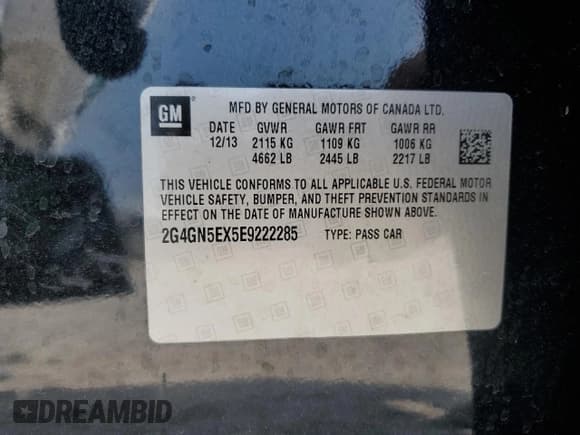 GM
MFD BY GENERAL MOTORS OF CANADA LTD.
DATE GVWR GAWR FRT GAWR RR
12/13 2115 KG 1109 KG 1006 KG
4662 LB 2445 LB 2217 LB
THIS VEHICLE CONFORMS TO ALL APPLICABLE U.S. FEDERAL MOTOR
VEHICLE SAFETY, BUMPER, AND THEFT PREVENTION STANDARDS IN
EFFECT ON THE DATE OF MANUFACTURE SHOWN ABOVE.
2G4GN5EX5E9222285 TYPE: PASS CAR
DREAMBID